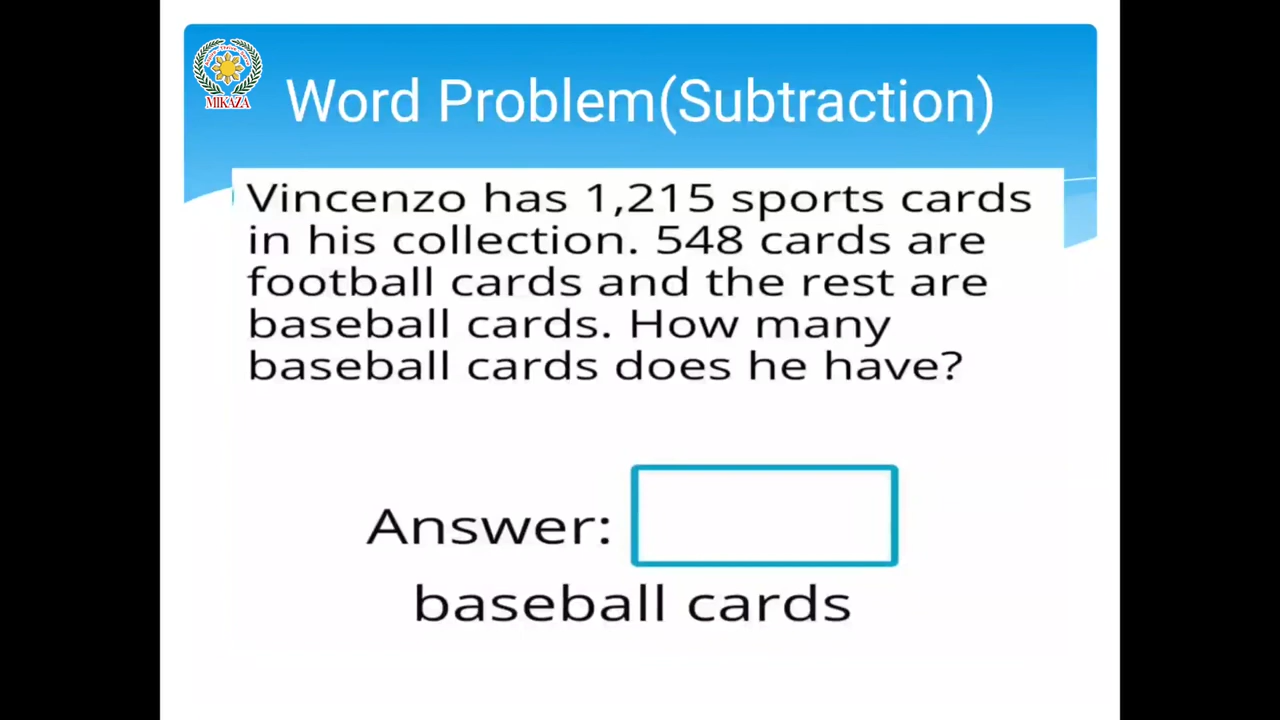 MIKAZA
Word Problem(Subtraction)
Vincenzo has 1,215 sports cards
in his collection. 548 cards are
football cards and the rest are
baseball cards. How many
baseball cards does he have?
Answer:
baseball cards